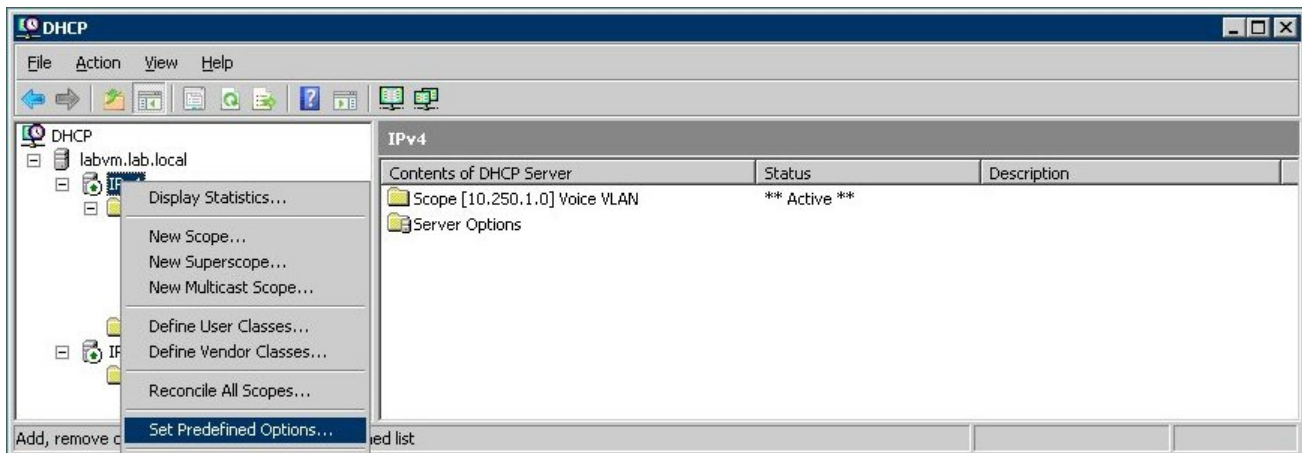 DHCP
File Action View Help
DHCP
labvm.lab.local
IPv4
Contents of DHCP Server Status Description
Scope [10.250.1.0] Voice VLAN ** Active **
Server Options
Display Statistics...
New Scope...
New Superscope...
New Multicast Scope...
Define User Classes...
Define Vendor Classes...
Reconcile All Scopes...
Set Predefined Options...
Add, remove
list